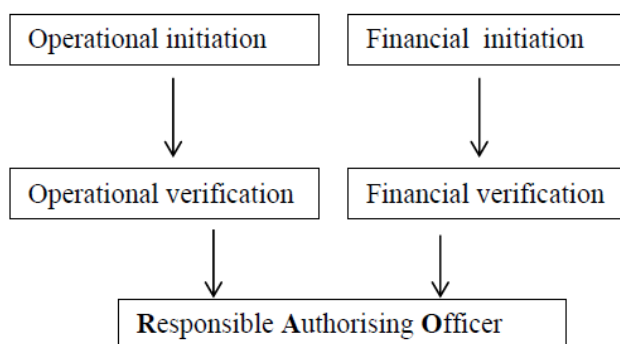 Operational initiation
Financial initiation
Operational verification
Financial verification
Responsible Authorising Officer